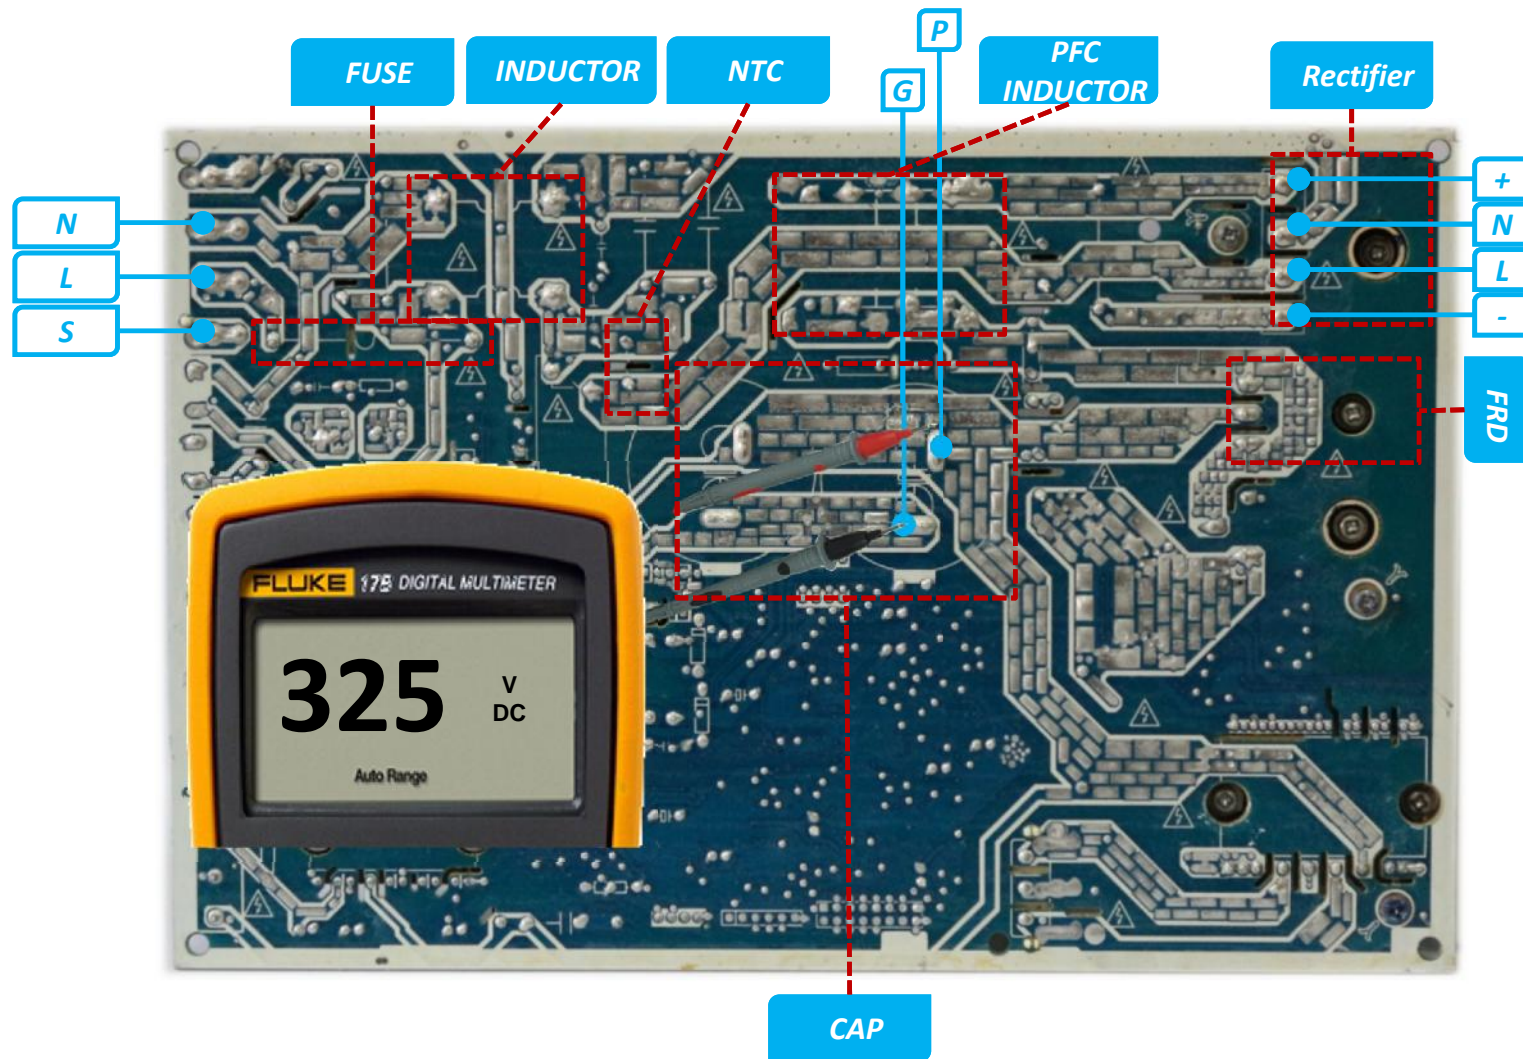 P
FUSE
INDUCTOR
NTC
G
PFC
INDUCTOR
Rectifier
+
N
N
L
L
S
-
FRD
FLUKE 175 DIGITAL MULTIMETER
325
V
DC
Auto Range
CAP